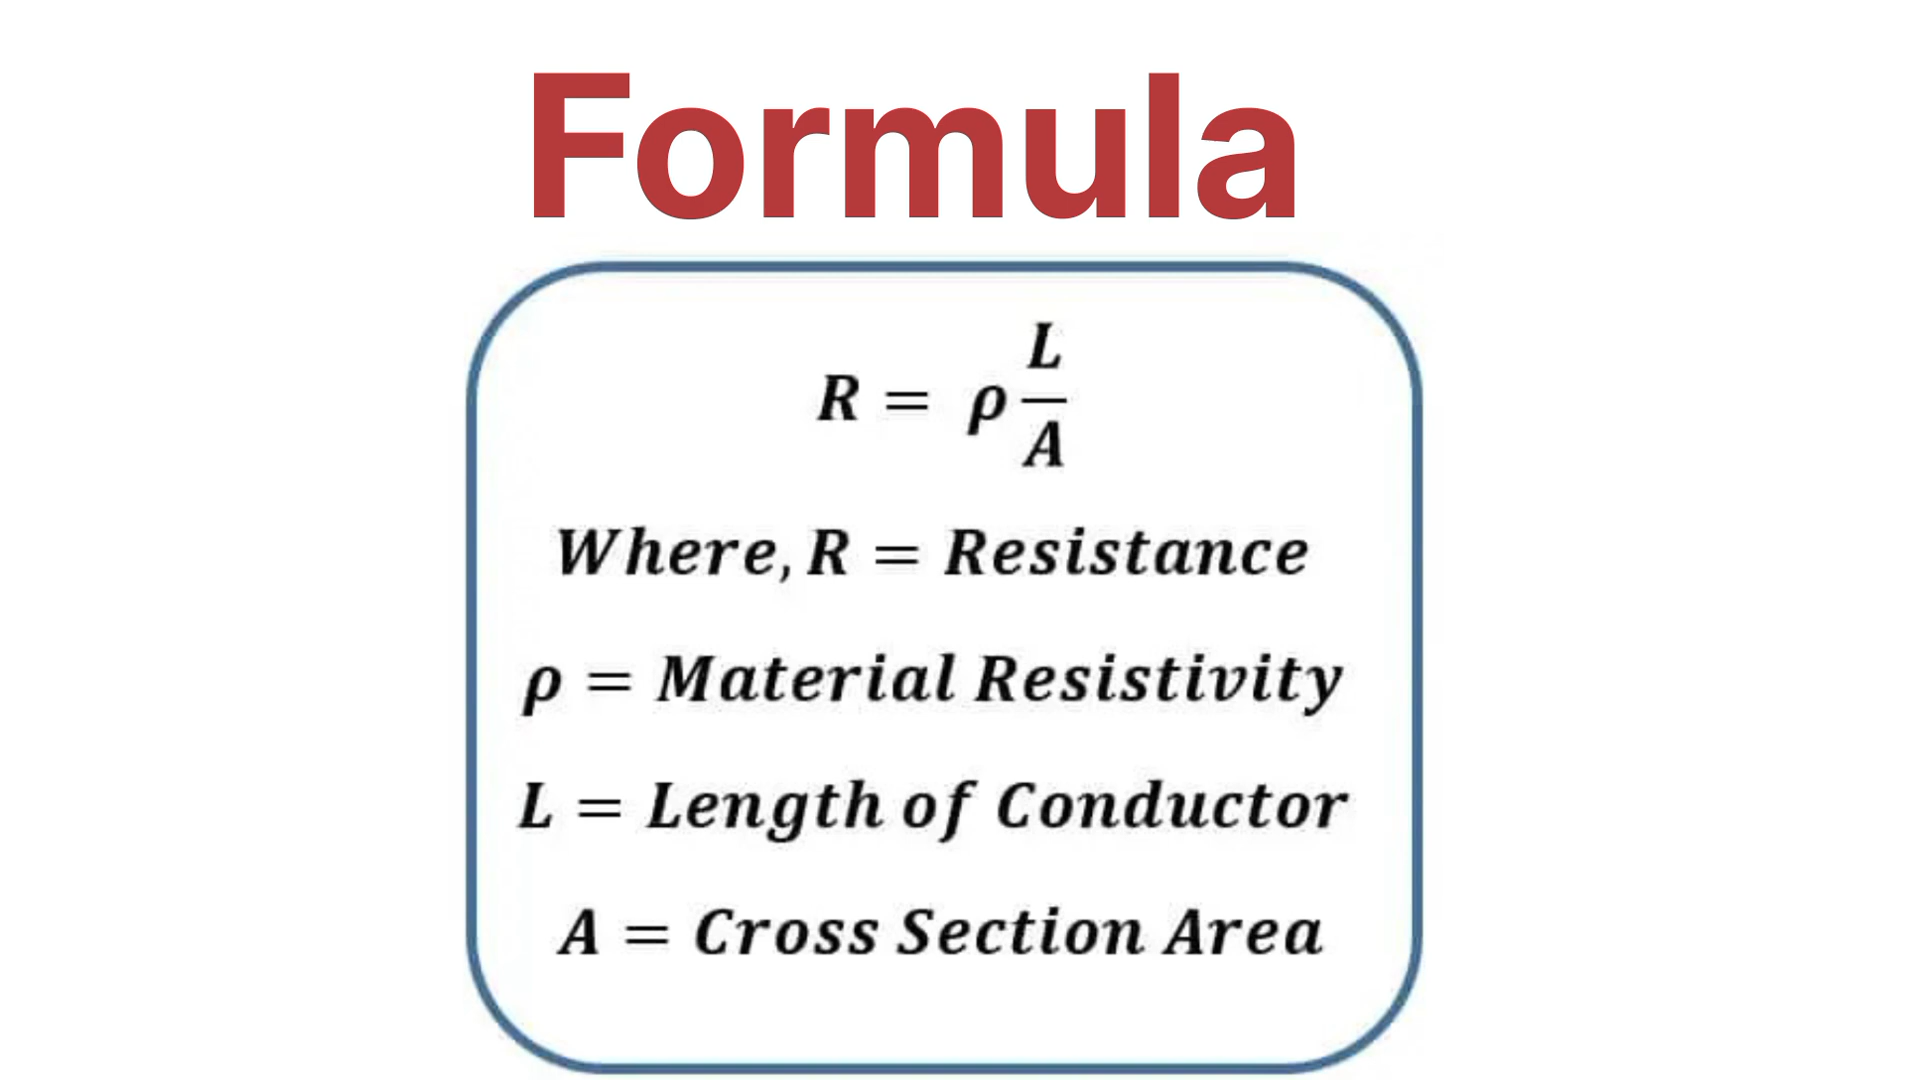 Formula
R = ρ L/A
Where, R = Resistance
ρ = Material Resistivity
L = Length of Conductor
A = Cross Section Area